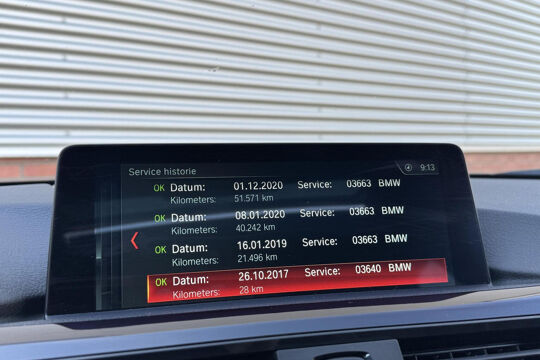 Service historie 9:13
OK Datum: 01.12.2020 Service: 03663 BMW
Kilometers: 51.571 km
OK Datum: 08.01.2020 Service: 03663 BMW
Kilometers: 40.242 km
OK Datum: 16.01.2019 Service: 03663 BMW
Kilometers: 21.496 km
OK Datum: 26.10.2017 Service: 03640 BMW
Kilometers: 28 km